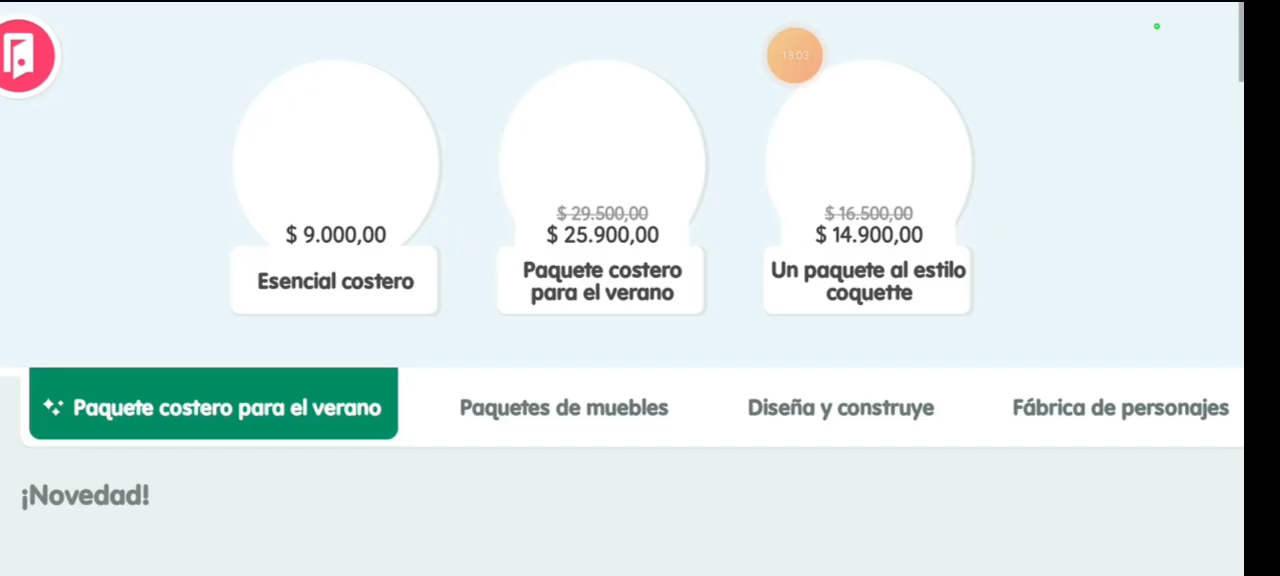 18:03
$ 9.000,00
Esencial costero
$ 29.500,00
$ 25.900,00
Paquete costero
para el verano
$ 16.500,00
$ 14.900,00
Un paquete al estilo
coquette
Paquete costero para el verano
Paquetes de muebles
Diseña y construye
Fábrica de personajes
¡Novedad!